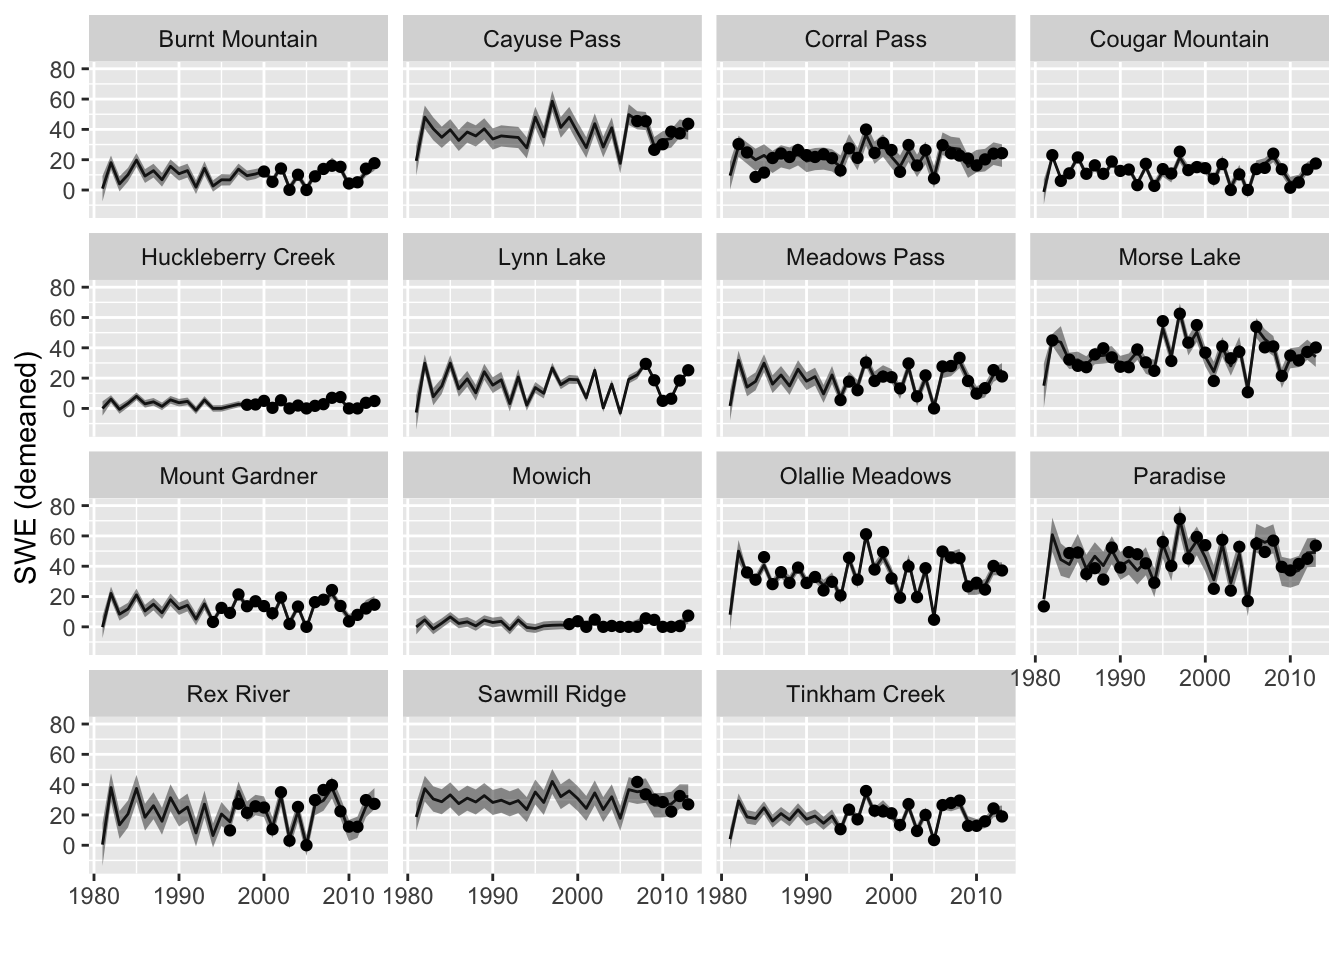 Burnt Mountain Cayuse Pass Corral Pass Cougar Mountain
80
60
40
20
0
Huckleberry Creek Lynn Lake Meadows Pass Morse Lake
80
60
40
20
0
SWE (demeaned)
Mount Gardner Mowich Olallie Meadows Paradise
80
60
40
20
0
1980 1990 2000 2010
Rex River Sawmill Ridge Tinkham Creek
80
60
40
20
0
1980 1990 2000 2010 1980 1990 2000 2010 1980 1990 2000 2010